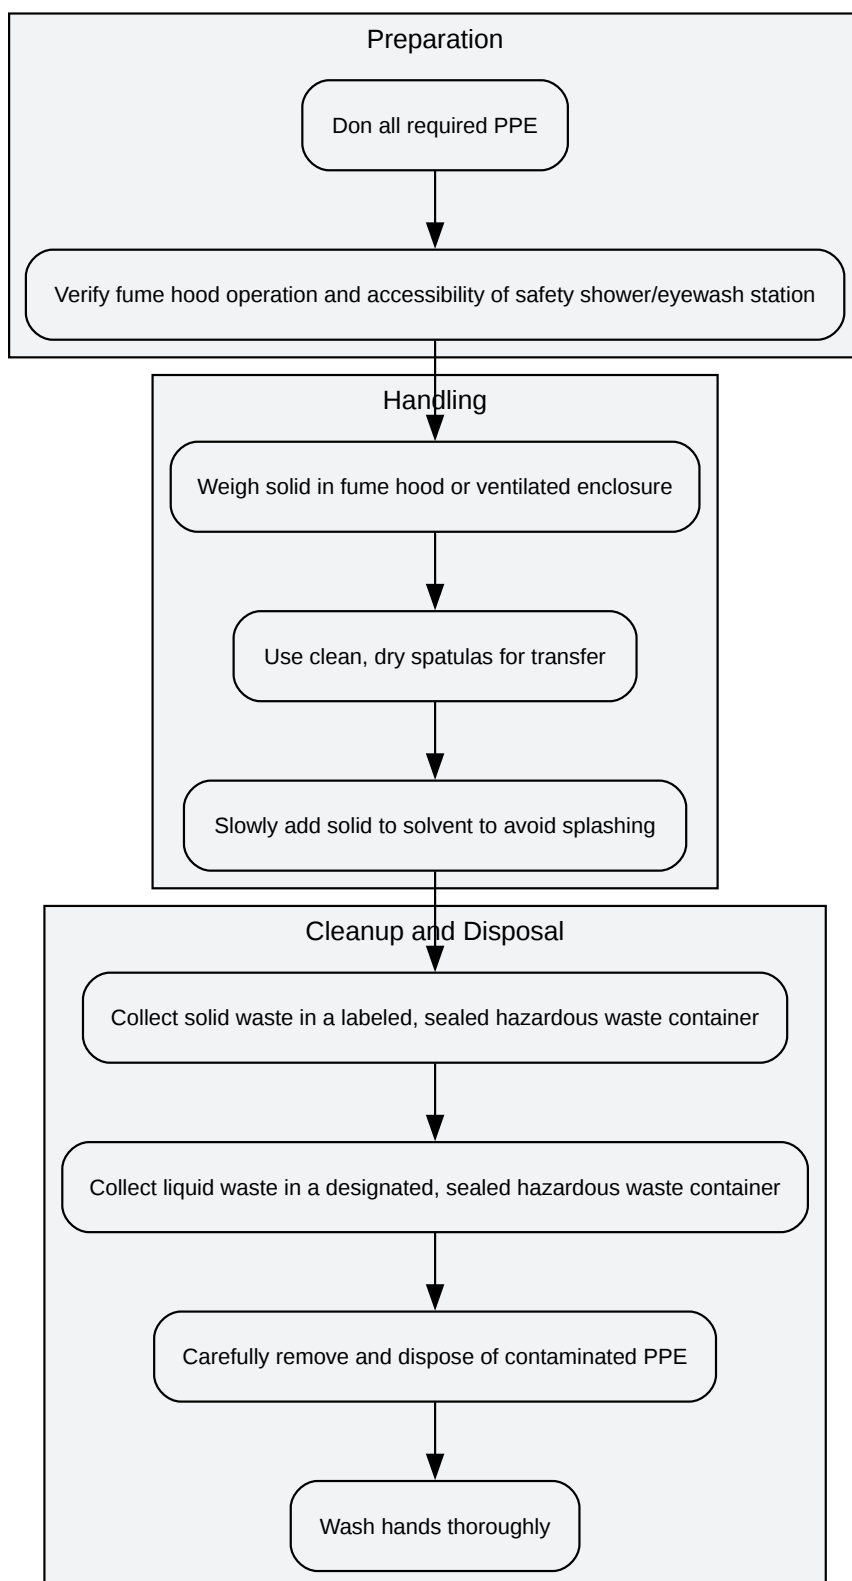 Preparation
Don all required PPE
Verify fume hood operation and accessibility of safety shower/eyewash station
Handling
Weigh solid in fume hood or ventilated enclosure
Use clean, dry spatulas for transfer
Slowly add solid to solvent to avoid splashing
Cleanup and Disposal
Collect solid waste in a labeled, sealed hazardous waste container
Collect liquid waste in a designated, sealed hazardous waste container
Carefully remove and dispose of contaminated PPE
Wash hands thoroughly